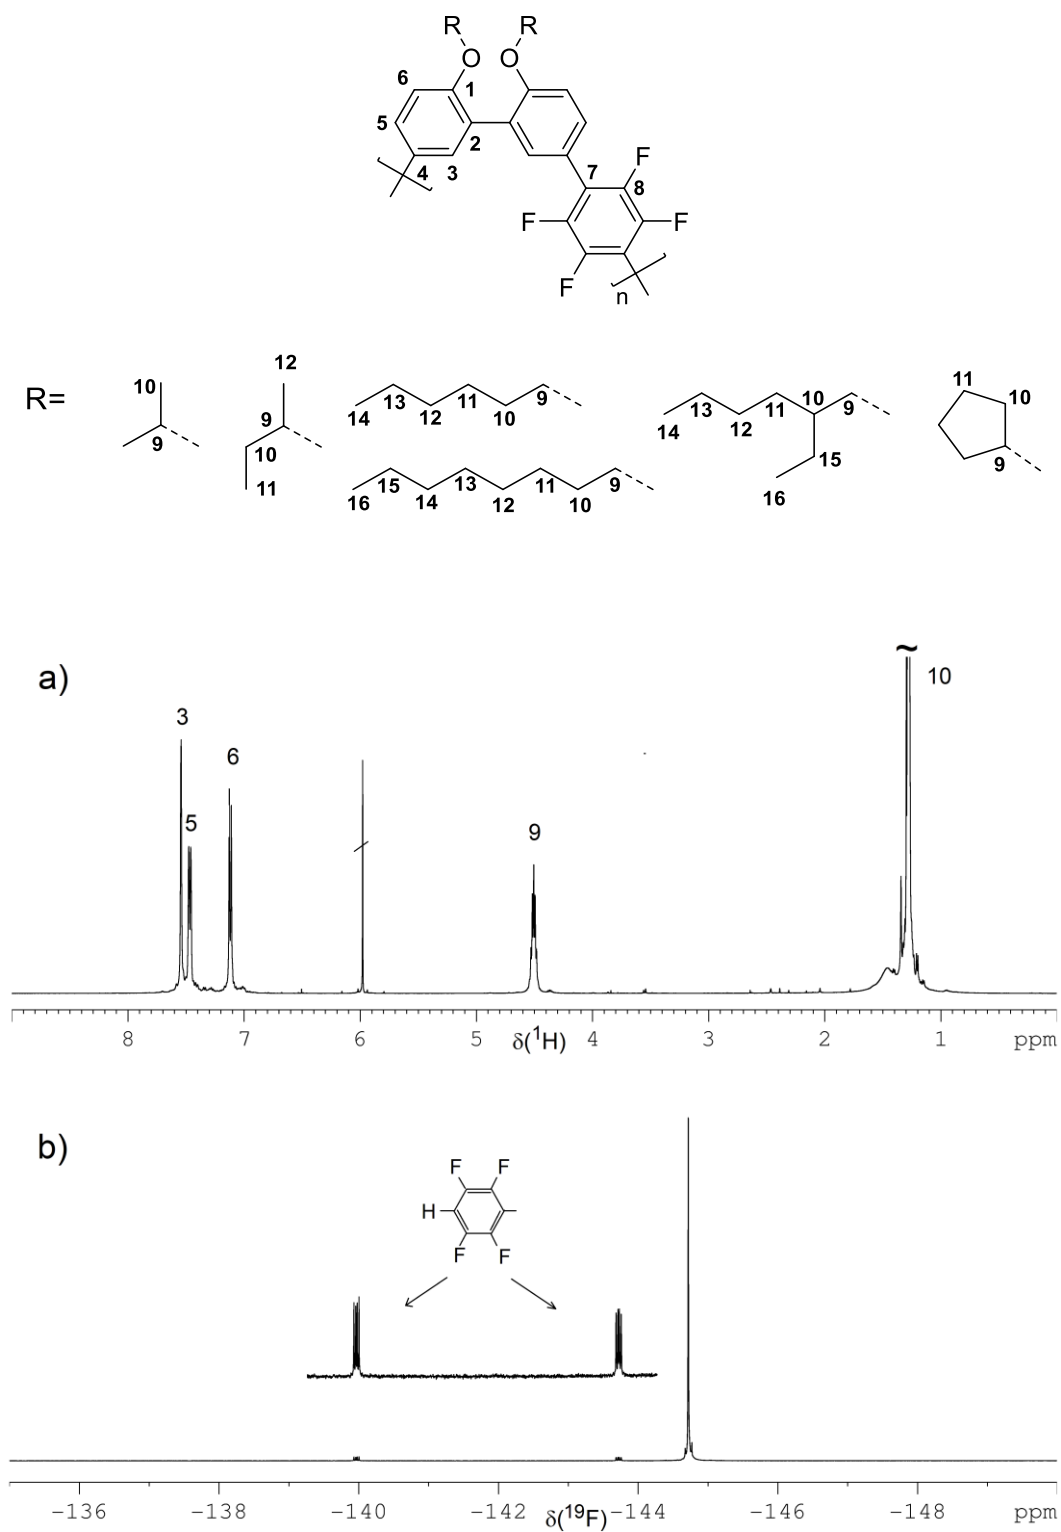 R R
O O
6 1
5 2
4 3 7 F
8
F F
F n
R=
10 12 11
9 9 10
10 11
14 13 12 11 10 9
14 13 12 11 10 9
15 16
9
16 15 14 13 12 11 10 9
a)
3
6
5
9
~
10
8 7 6 5 δ(¹H) 4 3 2 1 ppm
b)
F F
H
F F
-136 -138 -140 -142 δ(¹⁹F) -144 -146 -148 ppm